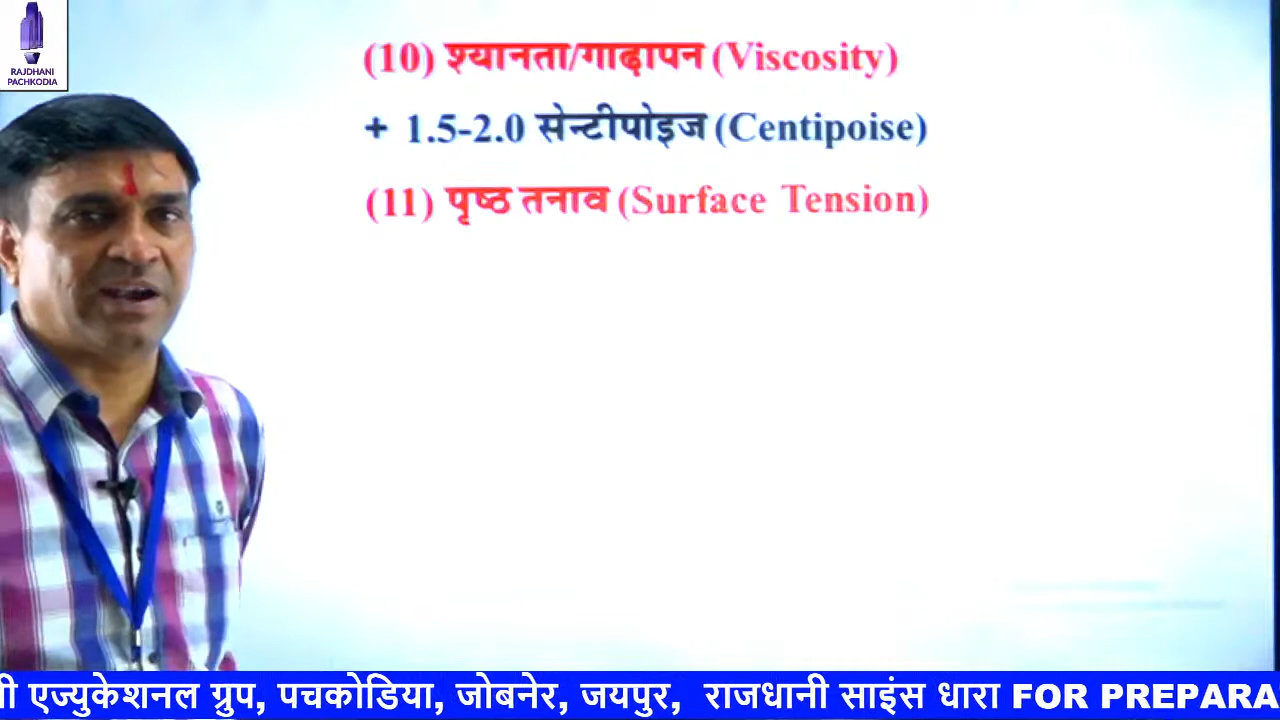 RAJDHANI
PACHKODIA
(10) श्यानता/गाढ़ापन (Viscosity)
+ 1.5-2.0 सेन्टीपोइज (Centipoise)
(11) पृष्ठ तनाव (Surface Tension)
एज्युकेशनल ग्रुप, पचकोडिया, जोबनेर, जयपुर, राजधानी साइंस धारा FOR PREPARA